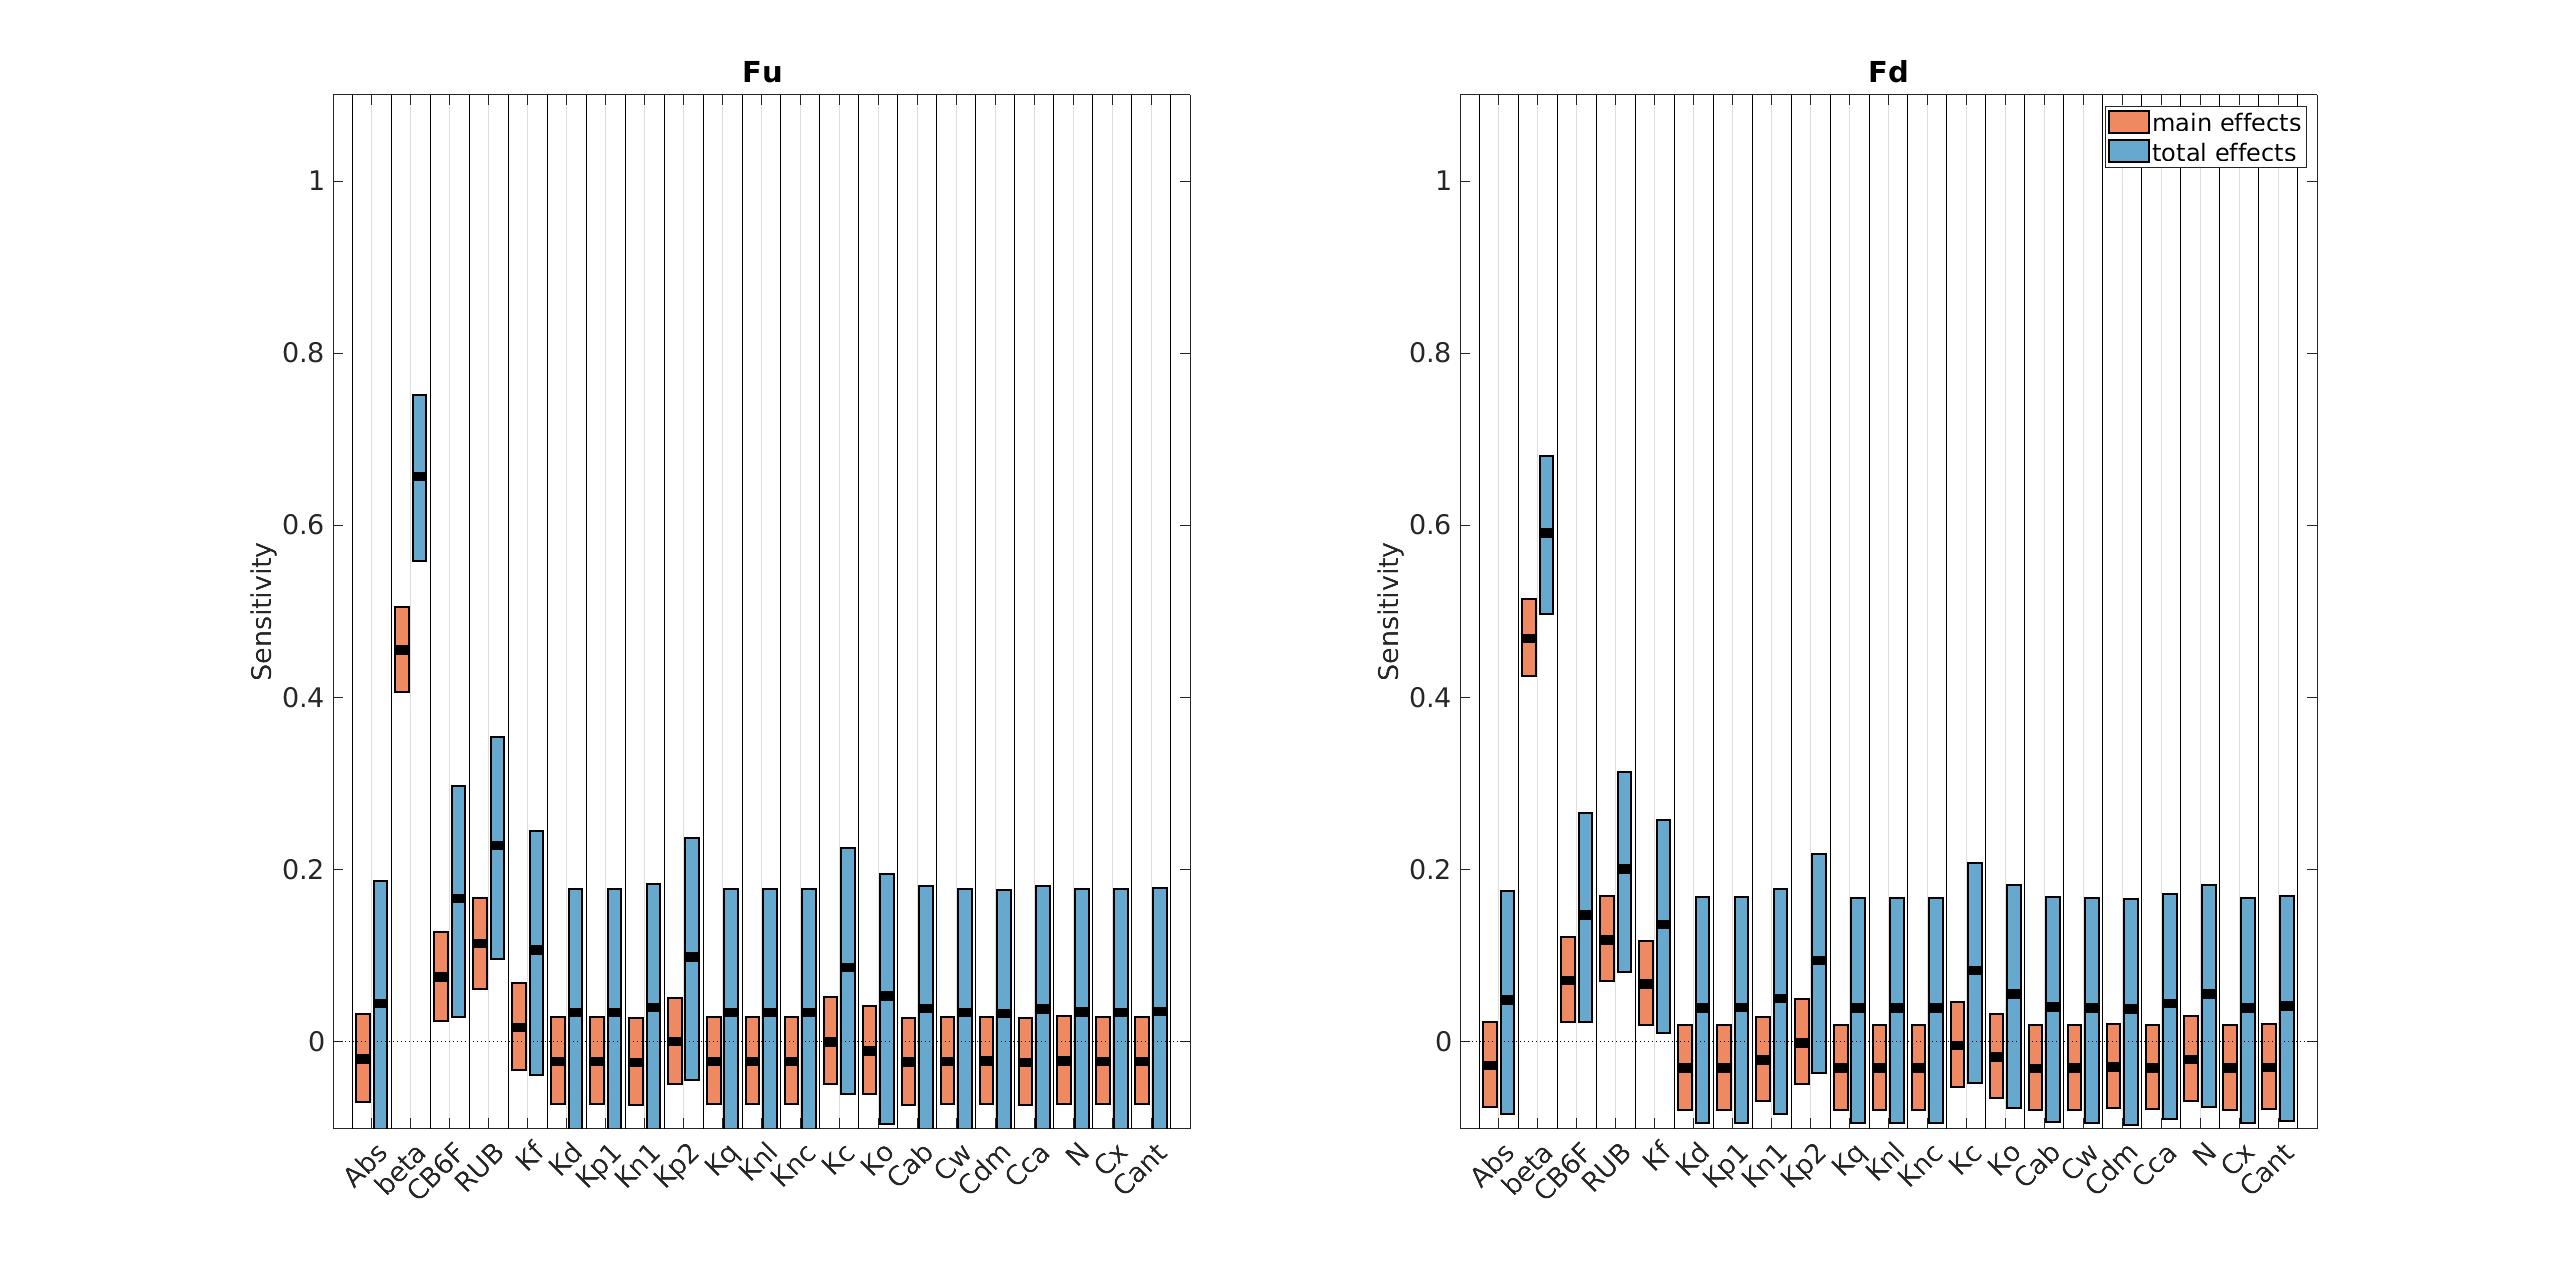 Fu
Sensitivity
1
0.8
0.6
0.4
0.2
0
Abs
beta
CB6F
RUB
Kf
Kd
Kp1
Kn1
Kp2
Kq
Knl
Knc
Kc
Ko
Cab
Cw
Cdm
Cca
N
Cx
Cant
Fd
main effects
total effects
Sensitivity
1
0.8
0.6
0.4
0.2
0
Abs
beta
CB6F
RUB
Kf
Kd
Kp1
Kn1
Kp2
Kq
Knl
Knc
Kc
Ko
Cab
Cw
Cdm
Cca
N
Cx
Cant